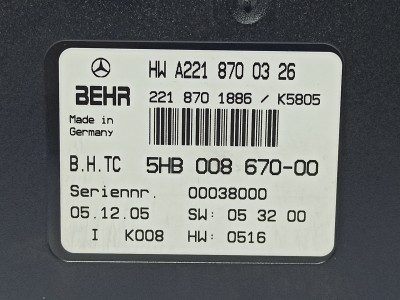 HW A221 870 03 26
BEHR 221 870 1886 / K5805
Made in
Germany
B.H.TC 5HB 008 670-00
Seriennr. 00038000
05.12.05 SW: 05 32 00
I K008 HW: 0516